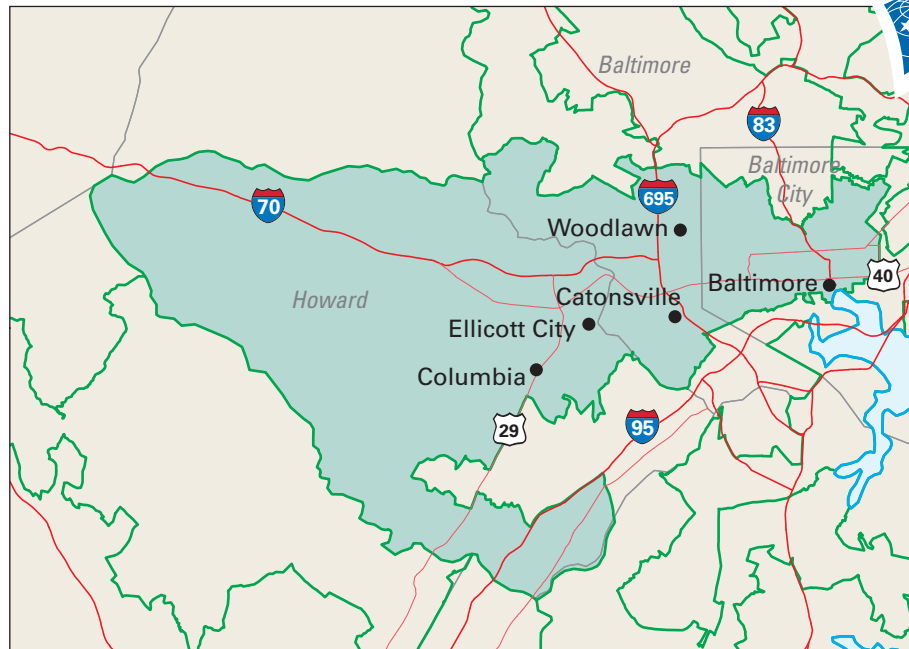 Baltimore
83
Baltimore
City
695
70
Woodlawn
40
Baltimore
Howard
Catonsville
Ellicott City
Columbia
29
95